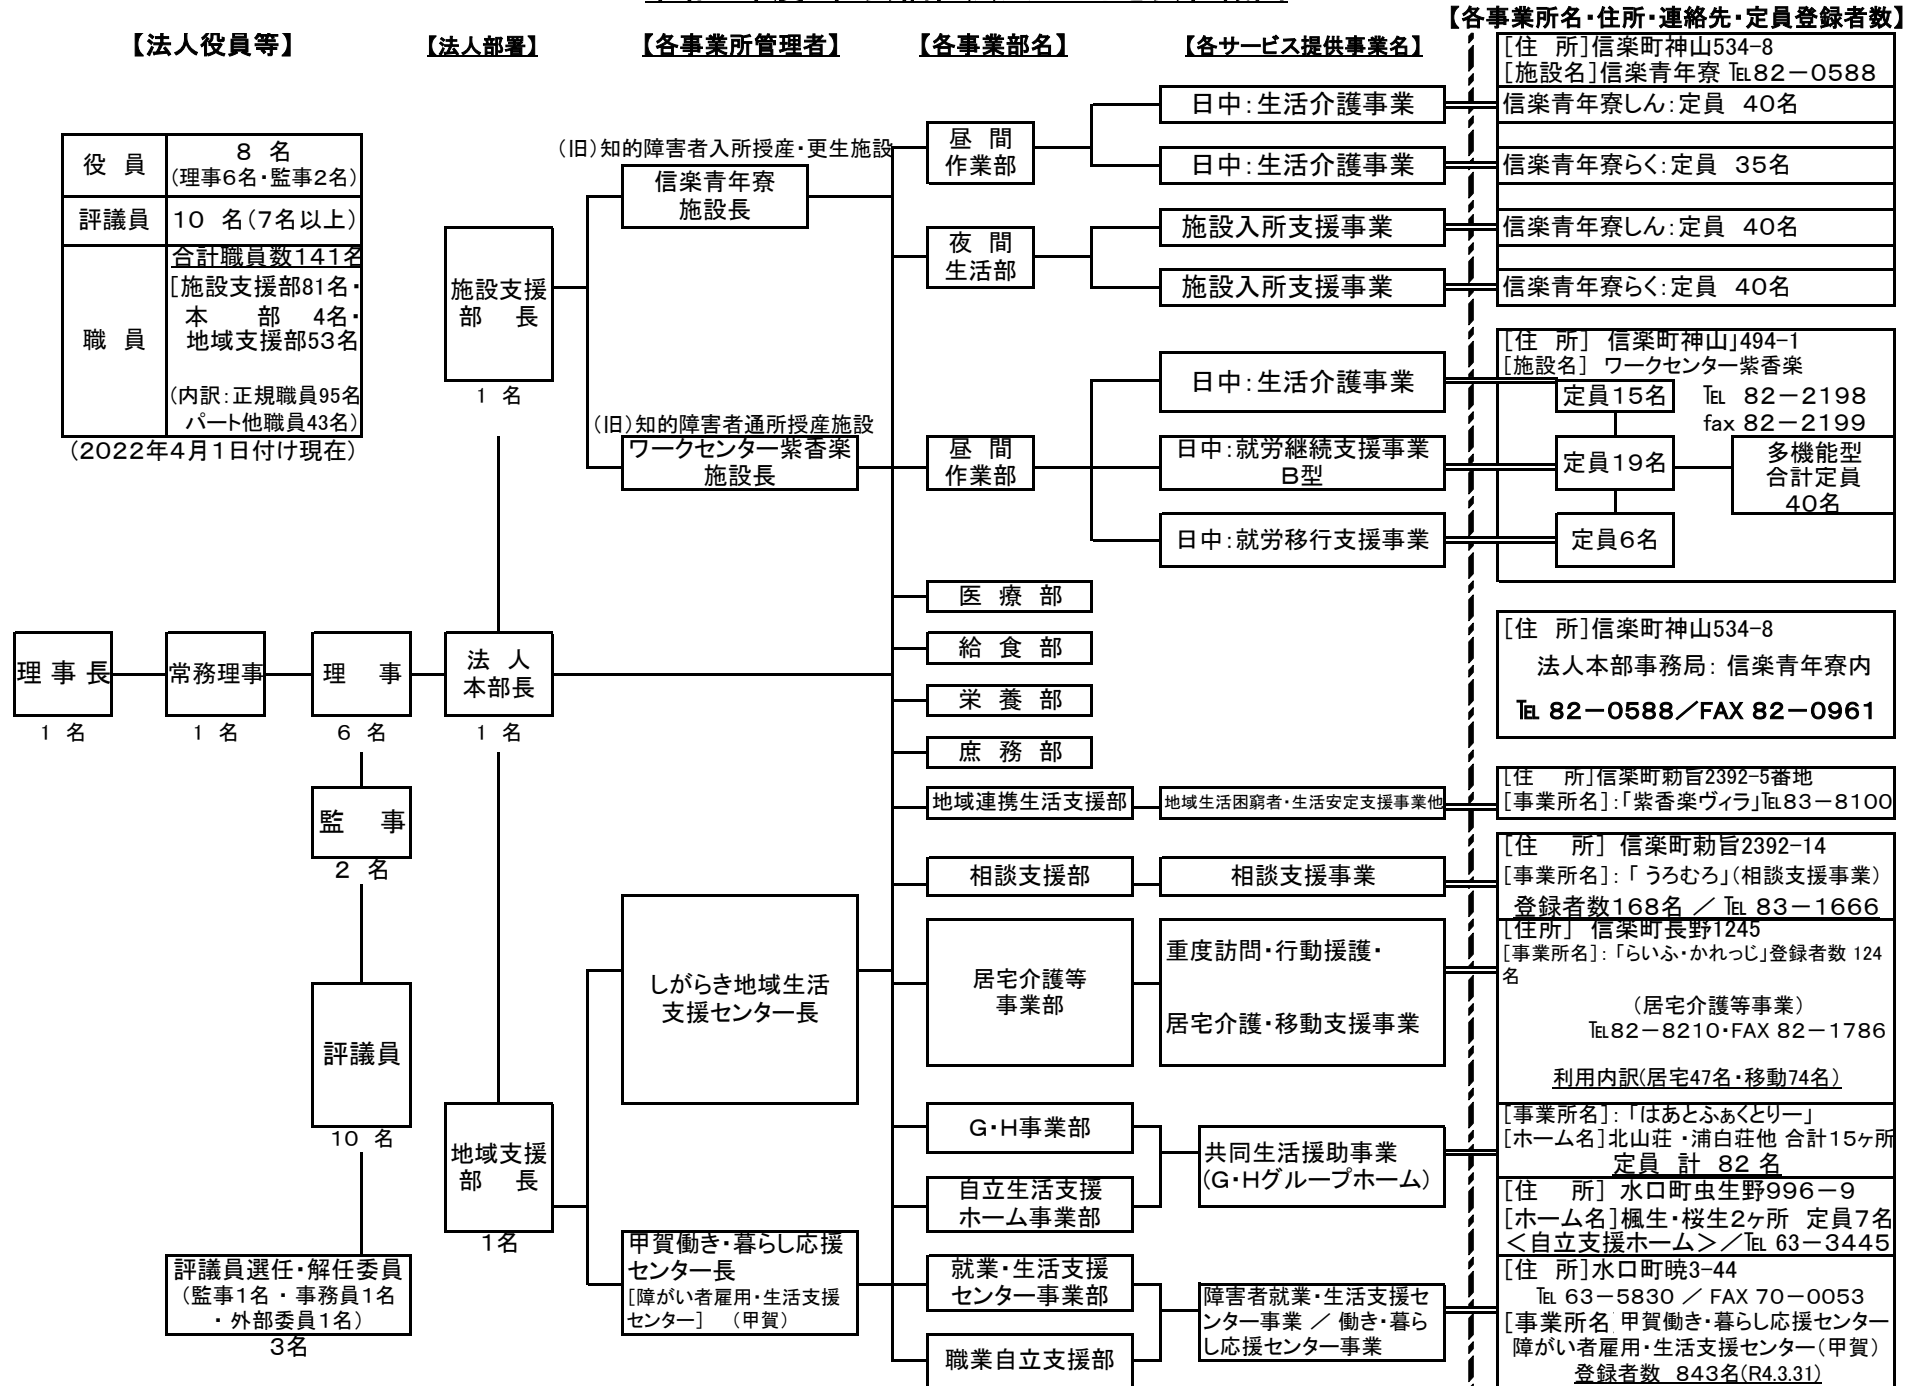 【各事業所名・住所・連絡先・定員登録者数】
【法人役員等】
【法人部署】
【各事業所管理者】
【各事業部名】
【各サービス提供事業名】
役 員
8 名
(理事6名・監事2名)
評議員
10 名(7名以上)
職 員
合計職員数141名
[施設支援部81名・
本 部 4名・
地域支援部53名
(内訳:正規職員95名
パート他職員43名)
(2022年4月1日付け現在)
理 事 長
1 名
常務理事
1 名
理 事
6 名
監 事
2 名
評議員
10 名
評議員選任・解任委員
(監事1名 ・ 事務員1名
・ 外部委員1名)
3名
施設支援
部 長
1 名
法 人
本部長
1 名
地域支援
部 長
1名
(旧)知的障害者入所授産・更生施設
信楽青年寮
施設長
(旧)知的障害者通所授産施設
ワークセンター紫香楽
施設長
しがらき地域生活
支援センター長
甲賀働き・暮らし応援
センター長
[障がい者雇用・生活支援
センター] (甲賀)
昼 間
作業部
夜 間
生活部
昼 間
作業部
医 療 部
給 食 部
栄 養 部
庶 務 部
地域連携生活支援部
相談支援部
居宅介護等
事業部
G・H事業部
自立生活支援
ホーム事業部
就業・生活支援
センター事業部
職業自立支援部
日中:生活介護事業
日中:生活介護事業
施設入所支援事業
施設入所支援事業
日中:生活介護事業
日中:就労継続支援事業
B型
日中:就労移行支援事業
地域生活困窮者・生活安定支援事業他
相談支援事業
重度訪問・行動援護・
居宅介護・移動支援事業
共同生活援助事業
(G・Hグループホーム)
障害者就業・生活支援セ
ンター事業 ／ 働き・暮ら
し応援センター事業
[住 所]信楽町神山534-8
[施設名]信楽青年寮 ℡82－0588
信楽青年寮しん:定員 40名
信楽青年寮らく:定員 35名
信楽青年寮しん:定員 40名
信楽青年寮らく:定員 40名
[住 所] 信楽町神山」494-1
[施設名] ワークセンター紫香楽
定員15名
℡ 82－2198
fax 82－2199
定員19名
多機能型
合計定員
40名
定員6名
[住 所]信楽町神山534-8
法人本部事務局: 信楽青年寮内
℡ 82－0588／FAX 82－0961
[住 所]信楽町勅旨2392-5番地
[事業所名]:「紫香楽ヴィラ」℡83－8100
[住 所] 信楽町勅旨2392-14
[事業所名]:「うろむろ」(相談支援事業)
登録者数168名 ／ ℡ 83－1666
[住所] 信楽町長野1245
[事業所名]:「らいふ・かれっじ」登録者数 124
名
(居宅介護等事業)
℡82－8210・FAX 82－1786
利用内訳(居宅47名・移動74名)
[事業所名]:「はあとふぁくとりー」
[ホーム名]北山荘 ・浦白荘他 合計15ヶ所
定員 計 82 名
[住 所] 水口町虫生野996－9
[ホーム名]楓生・桜生2ヶ所 定員7名
＜自立支援ホーム＞／℡ 63－3445
[住 所]水口町暁3-44
℡ 63－5830 ／ FAX 70－0053
[事業所名 甲賀働き・暮らし応援センター
障がい者雇用・生活支援センター(甲賀)
登録者数 843名(R4.3.31)